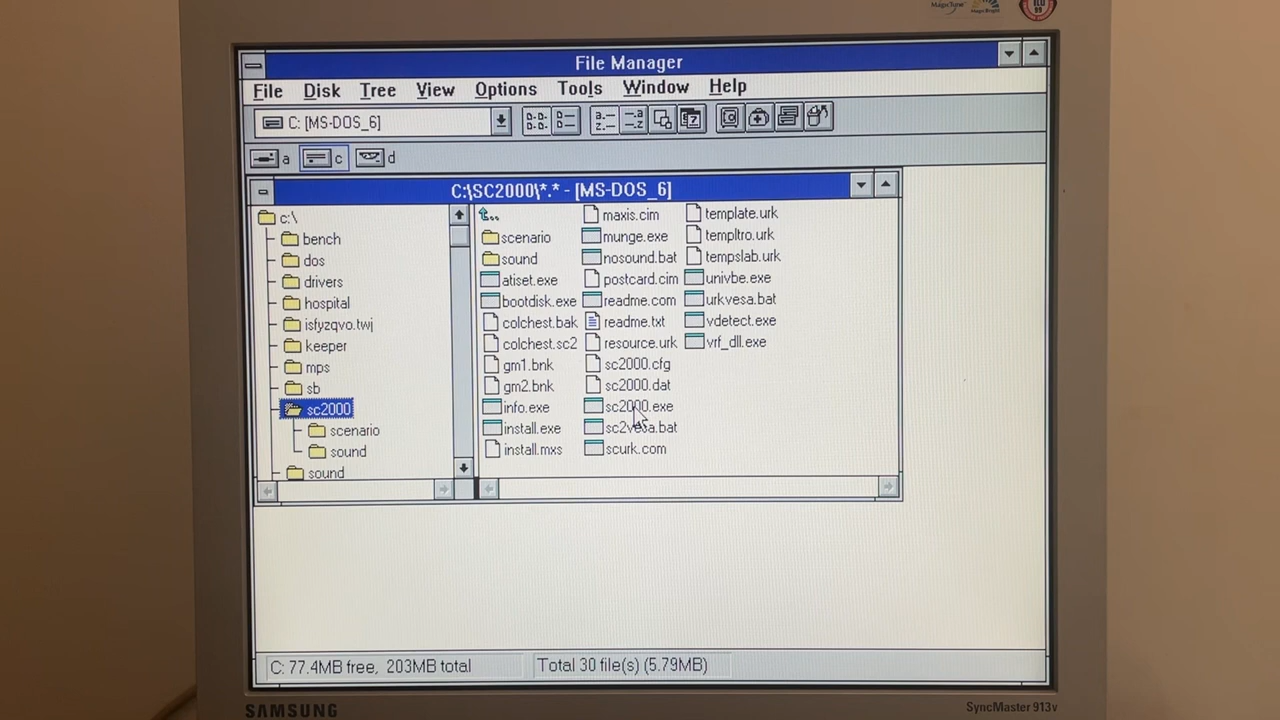 MagicTune MagicBright TCO 99
File Manager
File Disk Tree View Options Tools Window Help
C: [MS-DOS_6]
a c d
C:\SC2000\*.* - [MS-DOS_6]
c:\
bench
dos
drivers
hospital
isfyzqvo.twj
keeper
mps
sb
sc2000
scenario
sound
sound
..
scenario
sound
atiset.exe
bootdisk.exe
colchest.bak
colchest.sc2
gm1.bnk
gm2.bnk
info.exe
install.exe
install.mxs
maxis.cim
munge.exe
nosound.bat
postcard.cim
readme.com
readme.txt
resource.urk
sc2000.cfg
sc2000.dat
sc2000.exe
sc2vesa.bat
scurk.com
template.urk
templtro.urk
tempslab.urk
univbe.exe
urkvesa.bat
vdetect.exe
vrf_dll.exe
C: 77.4MB free, 203MB total
Total 30 file(s) (5.79MB)
SAMSUNG
SyncMaster 913v